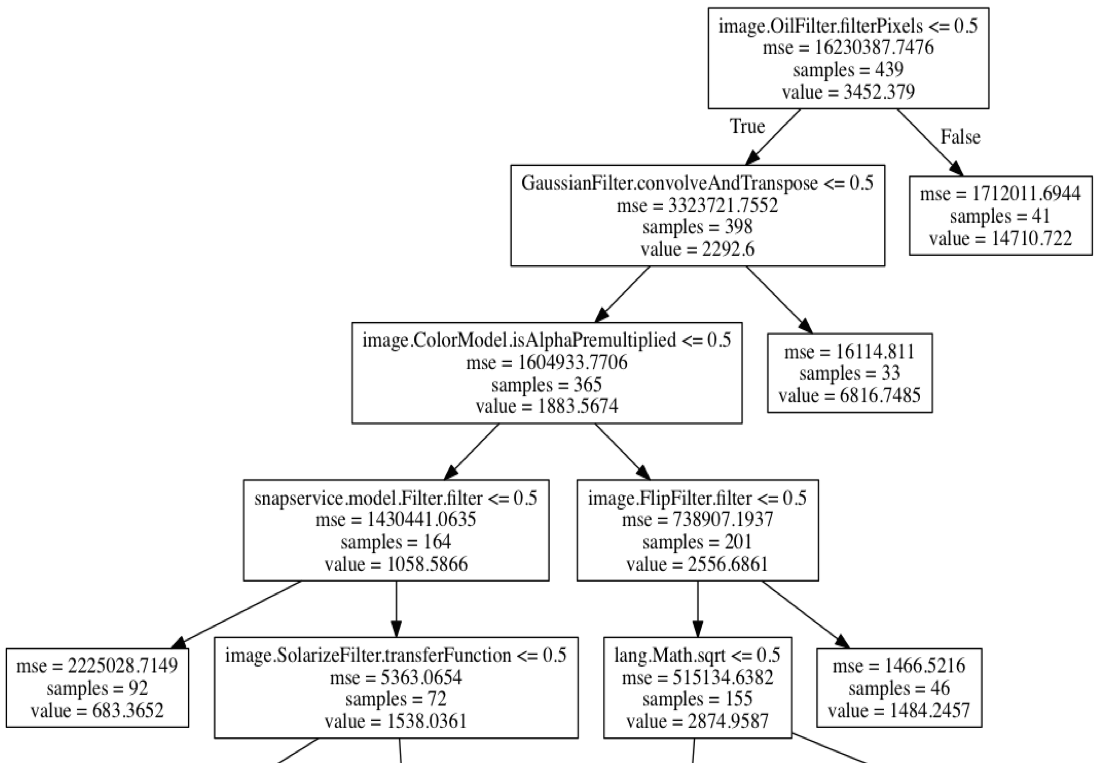 image.OilFilter.filterPixels <= 0.5
mse = 16230387.7476
samples = 439
value = 3452.379
True
False
GaussianFilter.convolveAndTranspose <= 0.5
mse = 3323721.7552
samples = 398
value = 2292.6
mse = 1712011.6944
samples = 41
value = 14710.722
image.ColorModel.isAlphaPremultiplied <= 0.5
mse = 1604933.7706
samples = 365
value = 1883.5674
mse = 16114.811
samples = 33
value = 6816.7485
snapservice.model.Filter.filter <= 0.5
mse = 1430441.0635
samples = 164
value = 1058.5866
image.FlipFilter.filter <= 0.5
mse = 738907.1937
samples = 201
value = 2556.6861
mse = 2225028.7149
samples = 92
value = 683.3652
image.SolarizeFilter.transferFunction <= 0.5
mse = 5363.0654
samples = 72
value = 1538.0361
lang.Math.sqrt <= 0.5
mse = 515134.6382
samples = 155
value = 2874.9587
mse = 1466.5216
samples = 46
value = 1484.2457